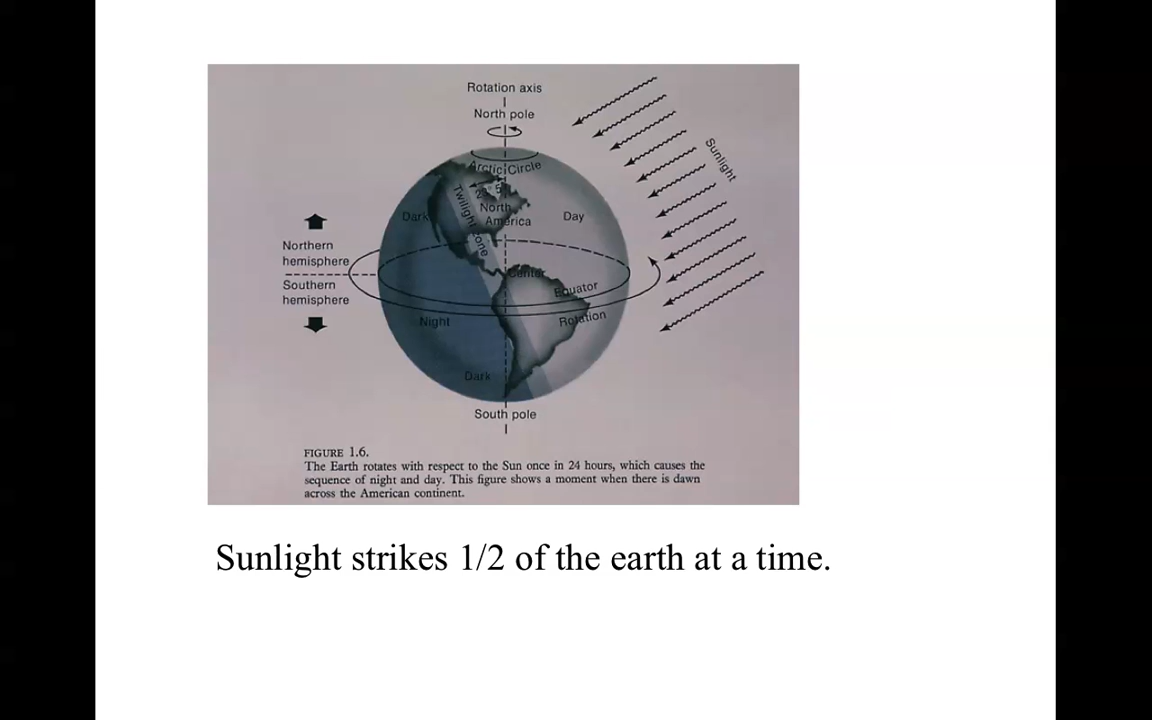 Rotation axis
North pole
Arctic Circle
Sunlight
Twilight zone
North
America
Dark
Day
Northern
hemisphere
Southern
hemisphere
Center
Equator
Rotation
Night
Dark
South pole
FIGURE 1.6.
The Earth rotates with respect to the Sun once in 24 hours, which causes the
sequence of night and day. This figure shows a moment when there is dawn
across the American continent.
Sunlight strikes 1/2 of the earth at a time.